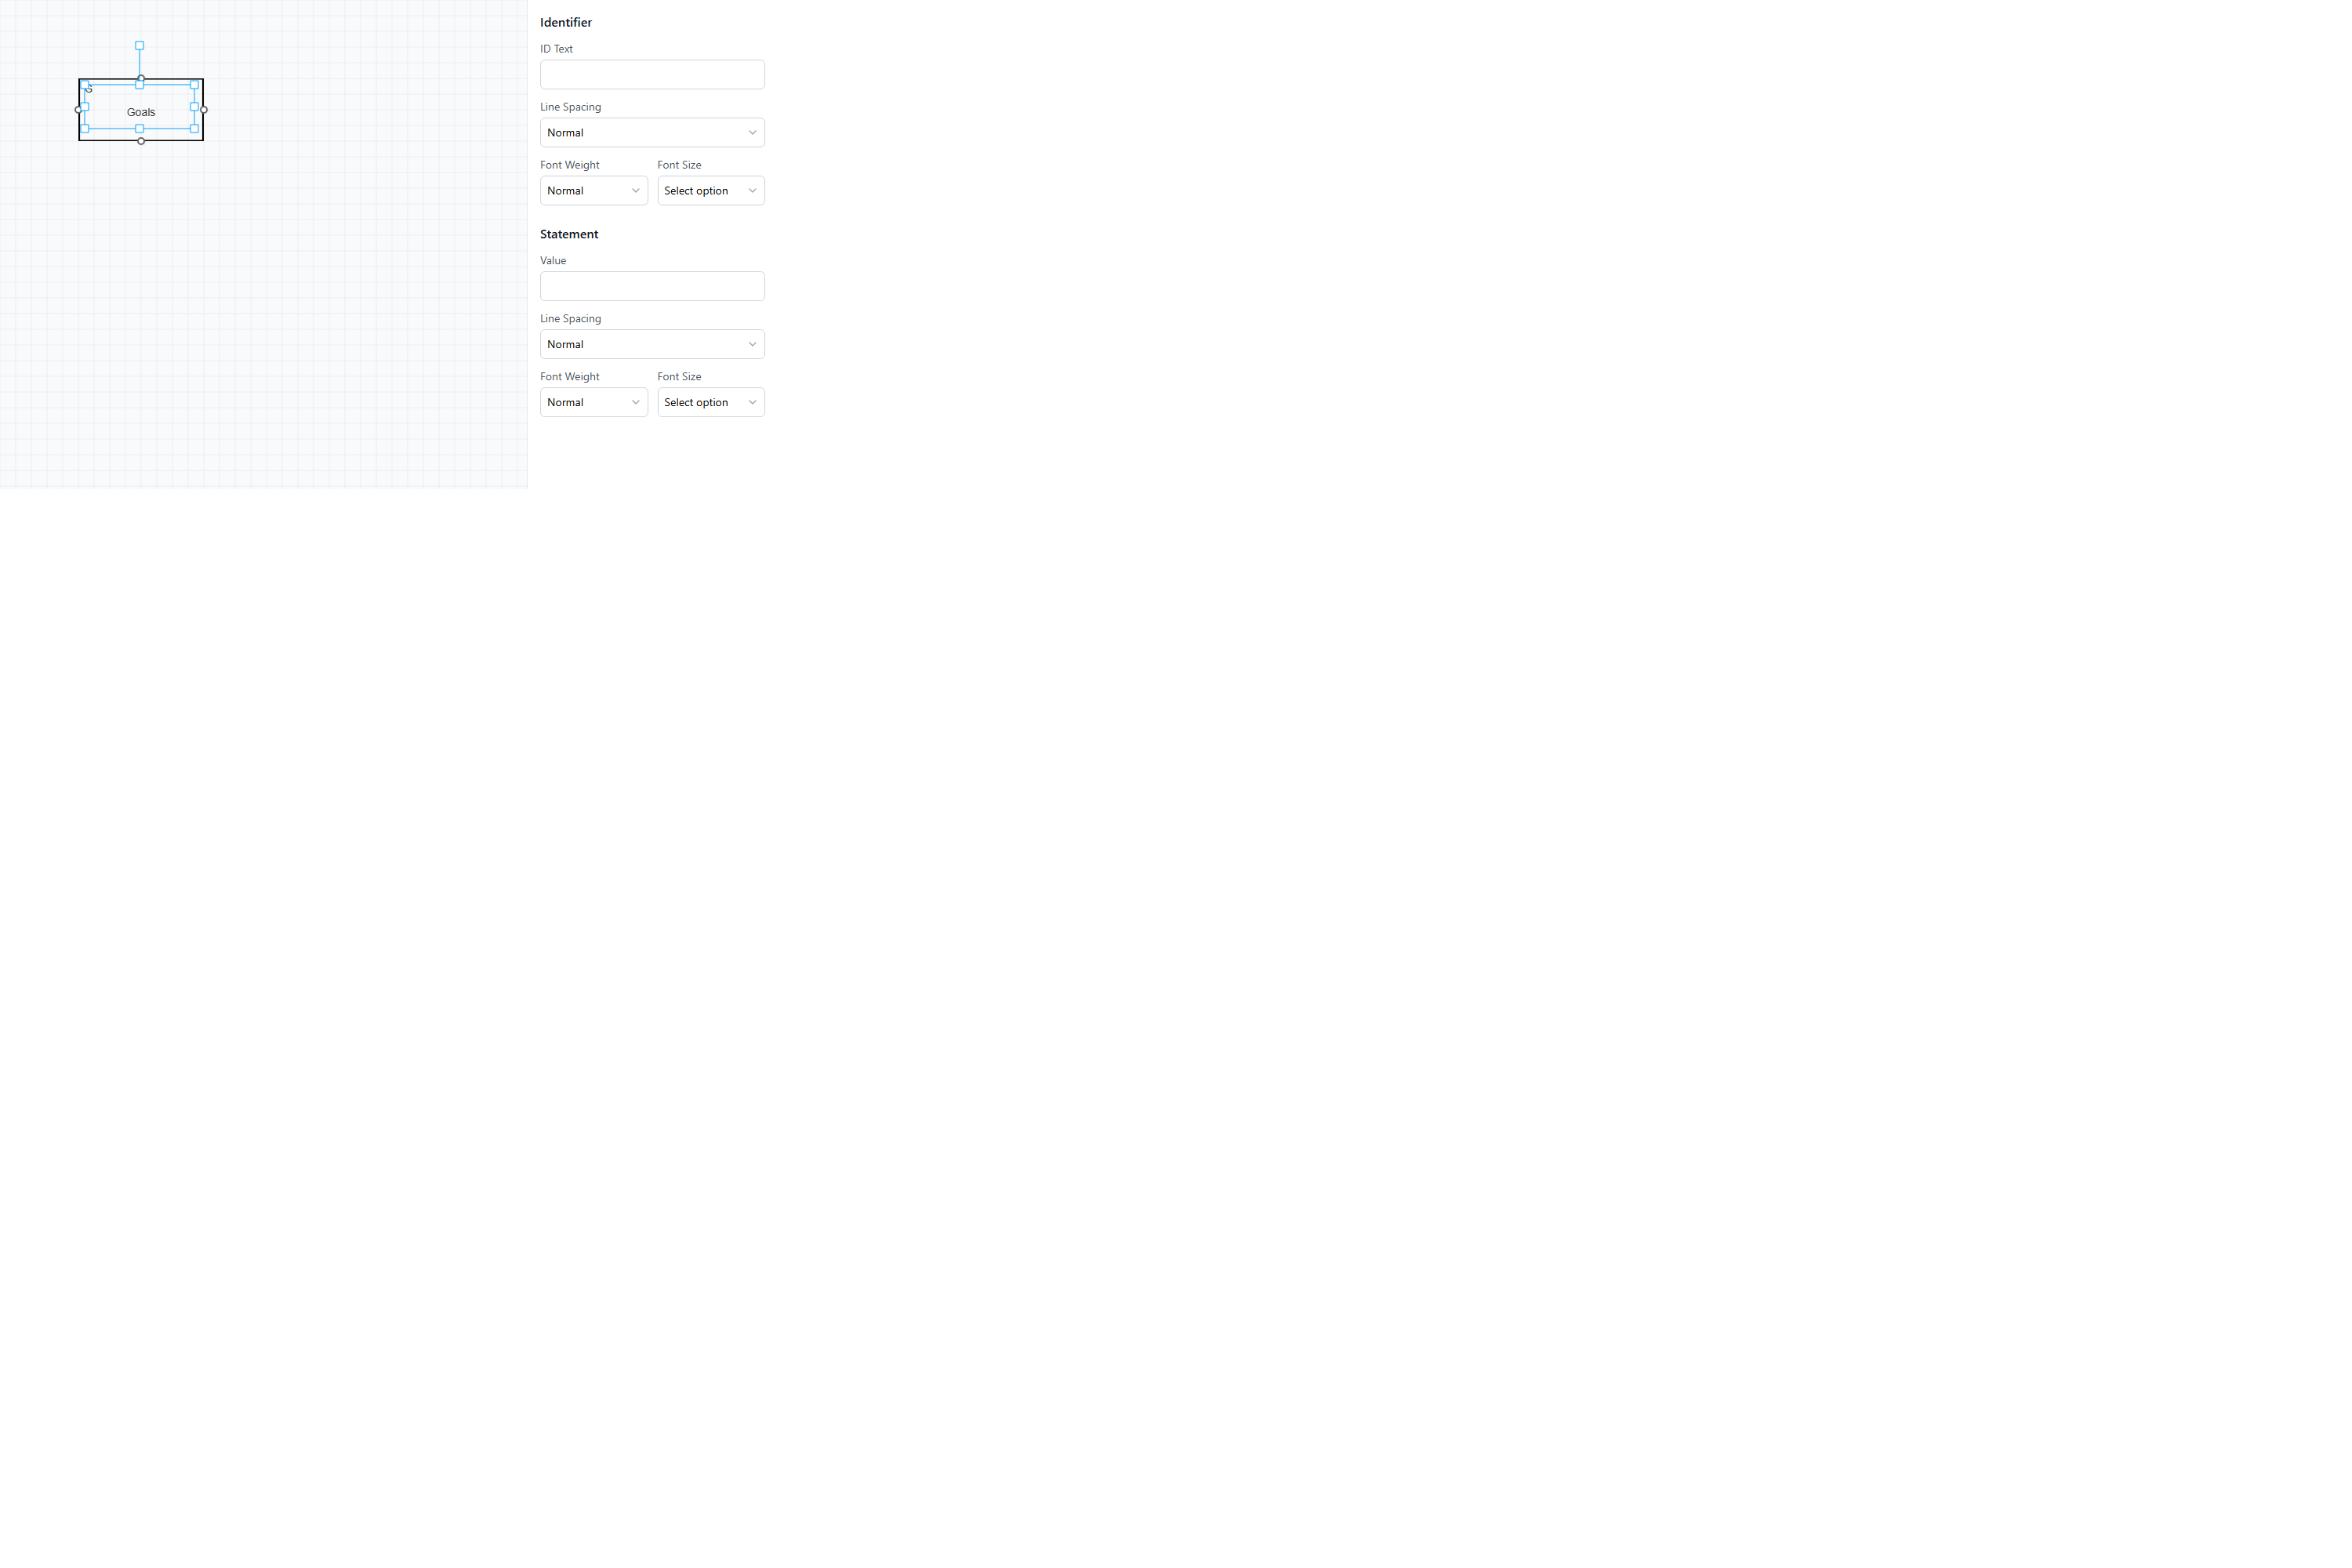 S
Goals
Identifier
ID Text
Line Spacing
Normal
Font Weight Font Size
Normal Select option
Statement
Value
Line Spacing
Normal
Font Weight Font Size
Normal Select option